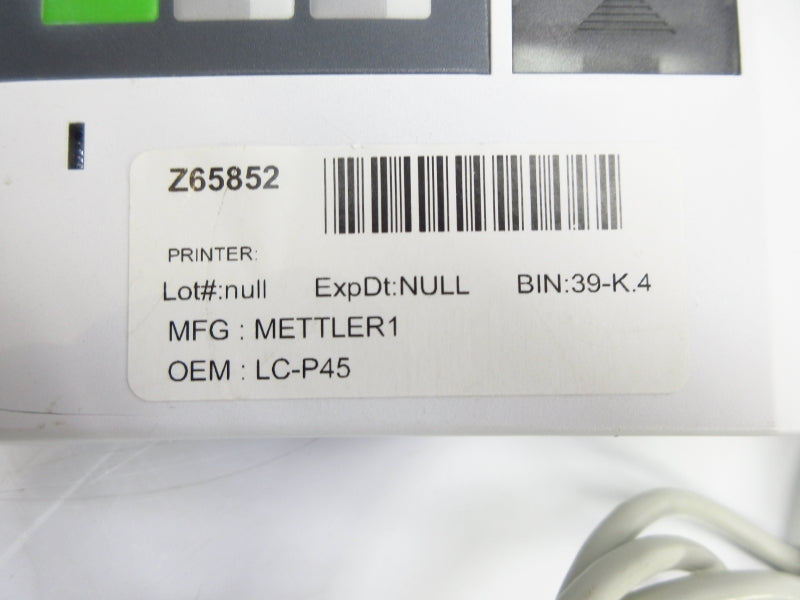 Z65852
PRINTER:
Lot#:null ExpDt:NULL BIN:39-K.4
MFG : METTLER1
OEM : LC-P45